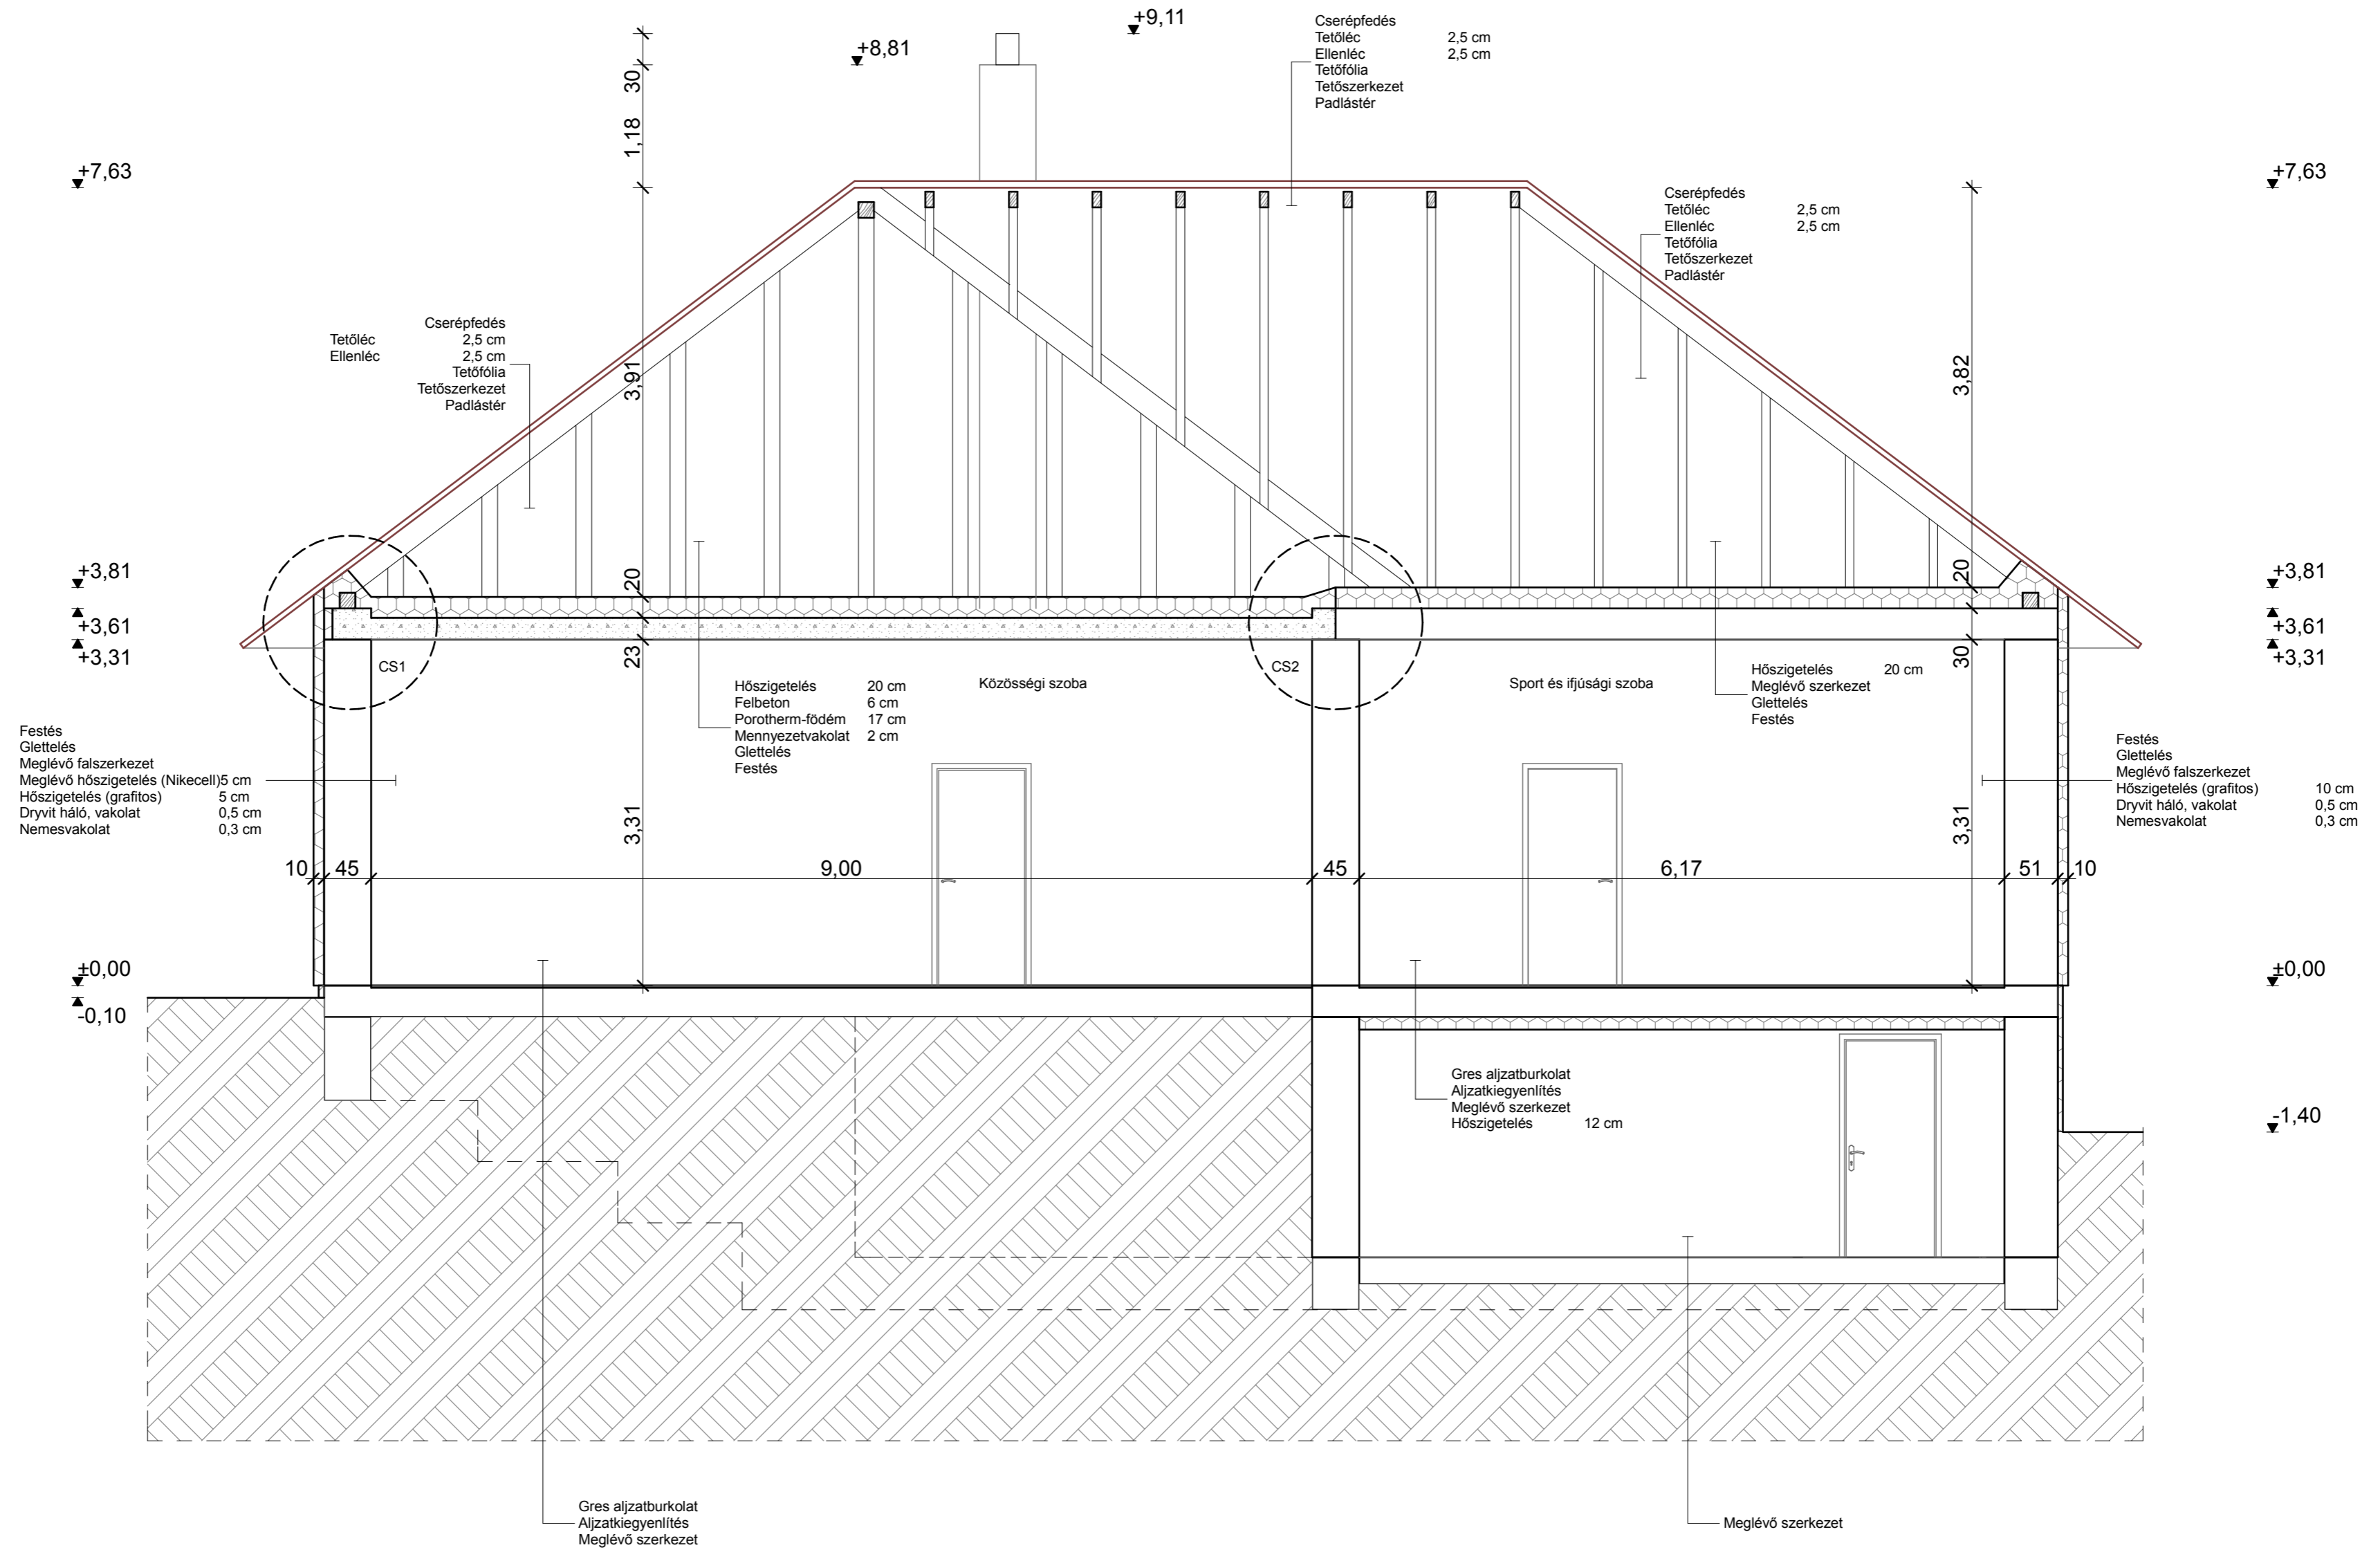 +9,11
+8,81
Cserépfedés
Tetőléc 2,5 cm
Ellenléc 2,5 cm
Tetőfólia
Tetőszerkezet
Padlástér
30
1,18
+7,63
+7,63
Cserépfedés
Tetőléc 2,5 cm
Ellenléc 2,5 cm
Tetőfólia
Tetőszerkezet
Padlástér
Cserépfedés
Tetőléc 2,5 cm
Ellenléc 2,5 cm
Tetőfólia
Tetőszerkezet
Padlástér
3,91
3,82
+3,81
+3,61
+3,31
20
23
20
30
+3,81
+3,61
+3,31
CS1
CS2
Közösségi szoba
Sport és ifjúsági szoba
Hőszigetelés 20 cm
Felbeton 6 cm
Porotherm-födém 17 cm
Mennyezetvakolat 2 cm
Glettelés
Festés
Hőszigetelés 20 cm
Meglévő szerkezet
Glettelés
Festés
Festés
Glettelés
Meglévő falszerkezet
Meglévő hőszigetelés (Nikecell)5 cm
Hőszigetelés (grafitos) 5 cm
Dryvit háló, vakolat 0,5 cm
Nemesvakolat 0,3 cm
Festés
Glettelés
Meglévő falszerkezet
Hőszigetelés (grafitos) 10 cm
Dryvit háló, vakolat 0,5 cm
Nemesvakolat 0,3 cm
3,31
3,31
10 45 9,00 45 6,17 51 10
±0,00
-0,10
±0,00
Gres aljzatburkolat
Aljzatkiegyenlítés
Meglévő szerkezet
Hőszigetelés 12 cm
-1,40
Gres aljzatburkolat
Aljzatkiegyenlítés
Meglévő szerkezet
Meglévő szerkezet